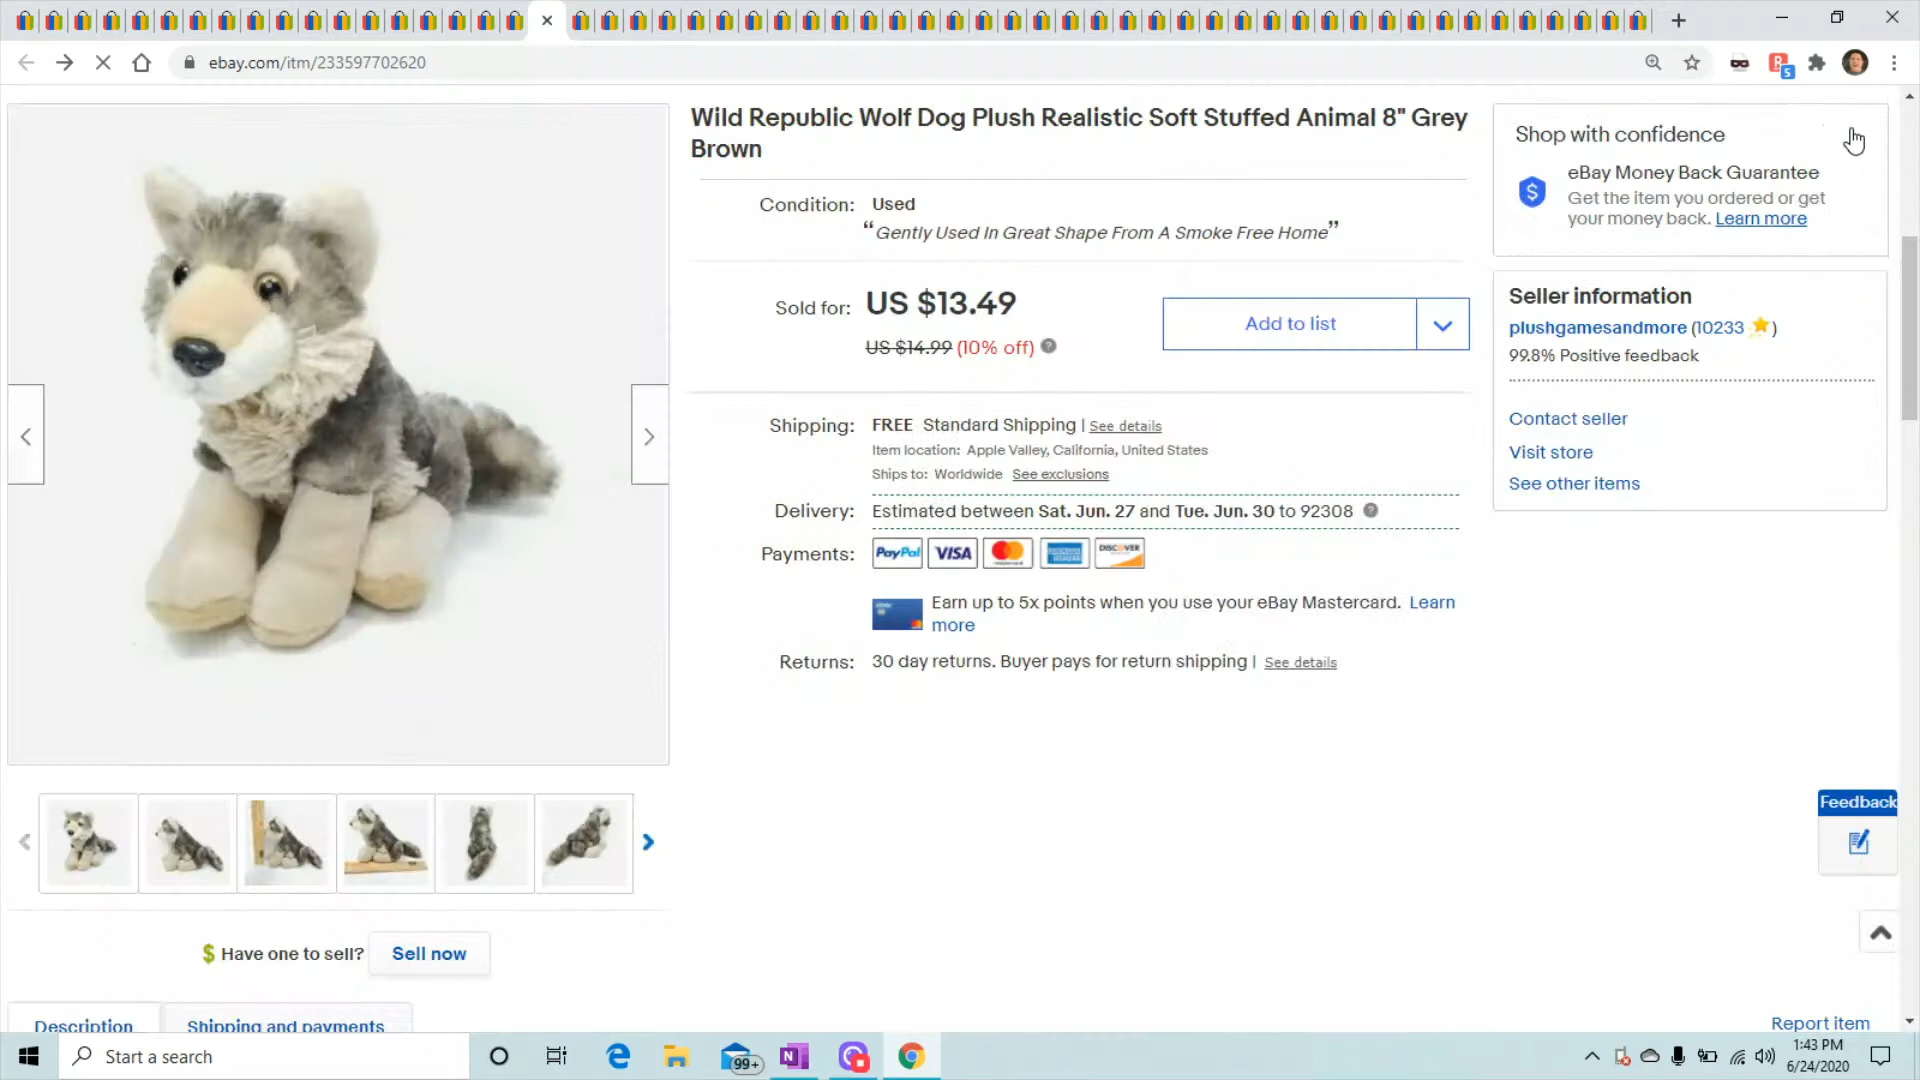 ebay.com/itm/233597702620
R
5
Wild Republic Wolf Dog Plush Realistic Soft Stuffed Animal 8" Grey
Brown
Condition: Used
“Gently Used In Great Shape From A Smoke Free Home”
Sold for: US $13.49
US $14.99 (10% off)
Add to list
Shipping: FREE Standard Shipping | See details
Item location: Apple Valley, California, United States
Ships to: Worldwide See exclusions
Delivery: Estimated between Sat. Jun. 27 and Tue. Jun. 30 to 92308
Payments: PayPal VISA mastercard AMERICAN EXPRESS DISCOVER
Earn up to 5x points when you use your eBay Mastercard. Learn
more
Returns: 30 day returns. Buyer pays for return shipping | See details
Shop with confidence
eBay Money Back Guarantee
Get the item you ordered or get
your money back. Learn more
Seller information
plushgamesandmore (10233)
99.8% Positive feedback
Contact seller
Visit store
See other items
Feedback
Have one to sell? Sell now
Description Shipping and payments
Report item
Start a search
99+
N
1:43 PM
6/24/2020